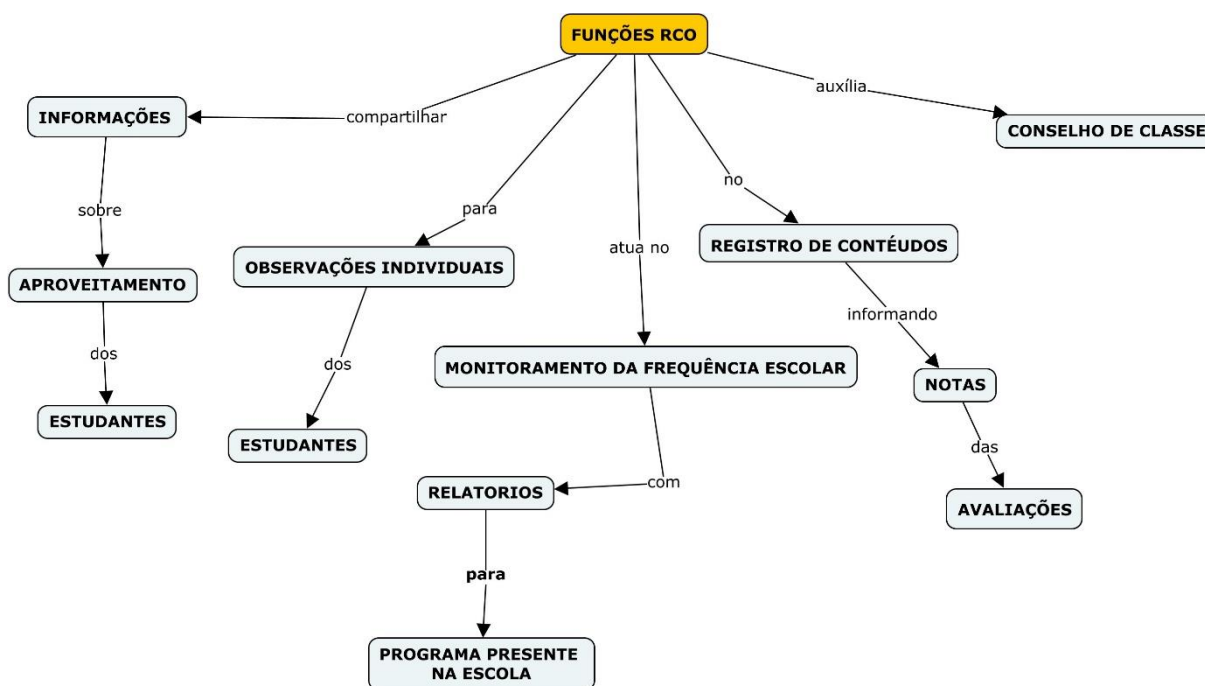 FUNÇÕES RCO
auxília
INFORMAÇÕES
compartilhar
CONSELHO DE CLASSE
no
sobre
para
REGISTRO DE CONTÉUDOS
atua no
OBSERVAÇÕES INDIVIDUAIS
APROVEITAMENTO
informando
dos
dos
MONITORAMENTO DA FREQUÊNCIA ESCOLAR
NOTAS
ESTUDANTES
ESTUDANTES
das
com
RELATORIOS
AVALIAÇÕES
para
PROGRAMA PRESENTE
NA ESCOLA